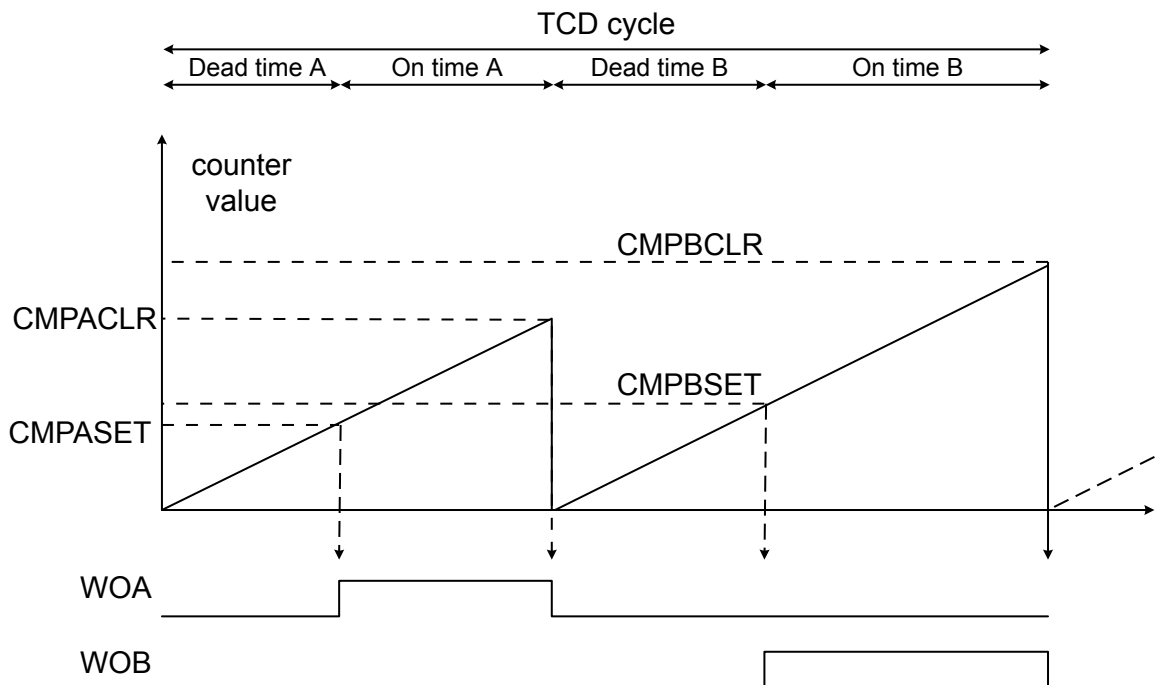 TCD cycle
Dead time A
On time A
Dead time B
On time B
counter
value
CMPBCLR
CMPACLR
CMPBSET
CMPASET
WOA
WOB